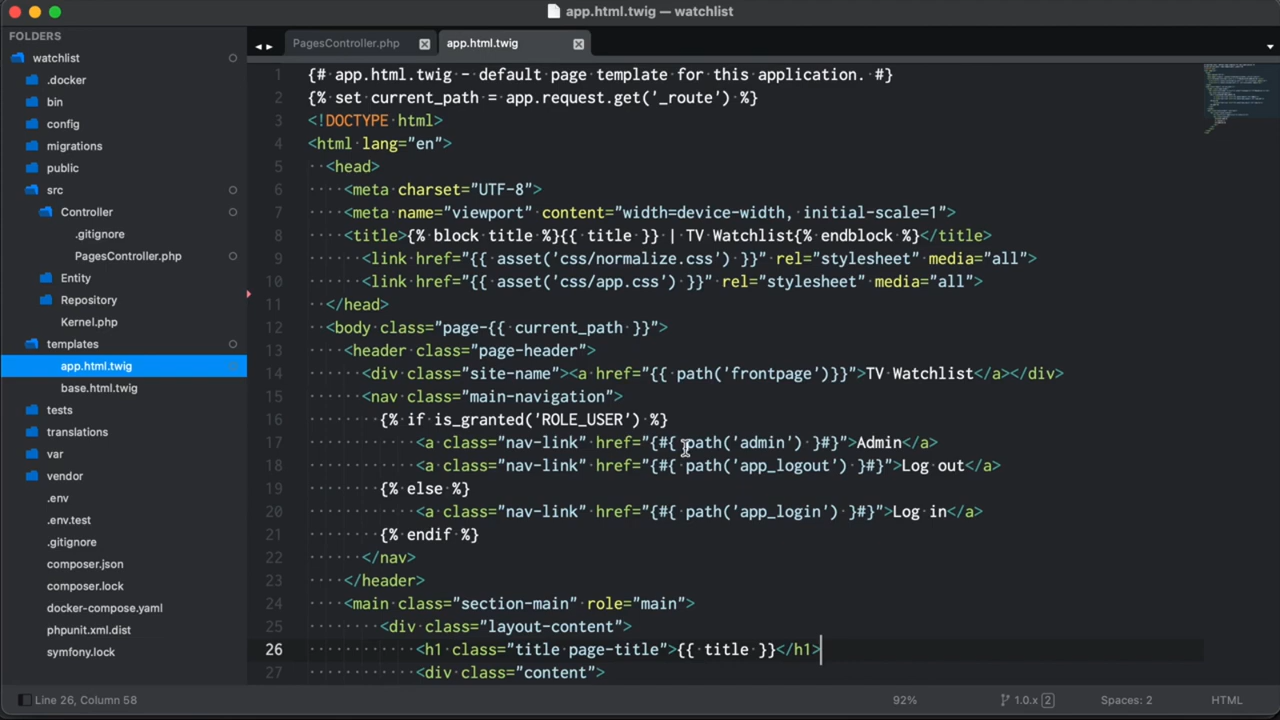 app.html.twig — watchlist
FOLDERS
watchlist
.docker
bin
config
migrations
public
src
Controller
.gitignore
PagesController.php
Entity
Repository
Kernel.php
templates
app.html.twig
base.html.twig
tests
translations
var
vendor
.env
.env.test
.gitignore
composer.json
composer.lock
docker-compose.yaml
phpunit.xml.dist
symfony.lock
PagesController.php
app.html.twig
1 {# app.html.twig - default page template for this application. #}
2 {% set current_path = app.request.get('_route') %}
3 <!DOCTYPE html>
4 <html lang="en">
5 <head>
6 <meta charset="UTF-8">
7 <meta name="viewport" content="width=device-width, initial-scale=1">
8 <title>{% block title %}{{ title }} | TV Watchlist{% endblock %}</title>
9 <link href="{{ asset('css/normalize.css') }}" rel="stylesheet" media="all">
10 <link href="{{ asset('css/app.css') }}" rel="stylesheet" media="all">
11 </head>
12 <body class="page-{{ current_path }}">
13 <header class="page-header">
14 <div class="site-name"><a href="{{ path('frontpage')}}">TV Watchlist</a></div>
15 <nav class="main-navigation">
16 {% if is_granted('ROLE_USER') %}
17 <a class="nav-link" href="{#{ path('admin') }#}">Admin</a>
18 <a class="nav-link" href="{#{ path('app_logout') }#}">Log out</a>
19 {% else %}
20 <a class="nav-link" href="{#{ path('app_login') }#}">Log in</a>
21 {% endif %}
22 </nav>
23 </header>
24 <main class="section-main" role="main">
25 <div class="layout-content">
26 <h1 class="title page-title">{{ title }}</h1>
27 <div class="content">
Line 26, Column 58
92%
1.0.x 2
Spaces: 2
HTML